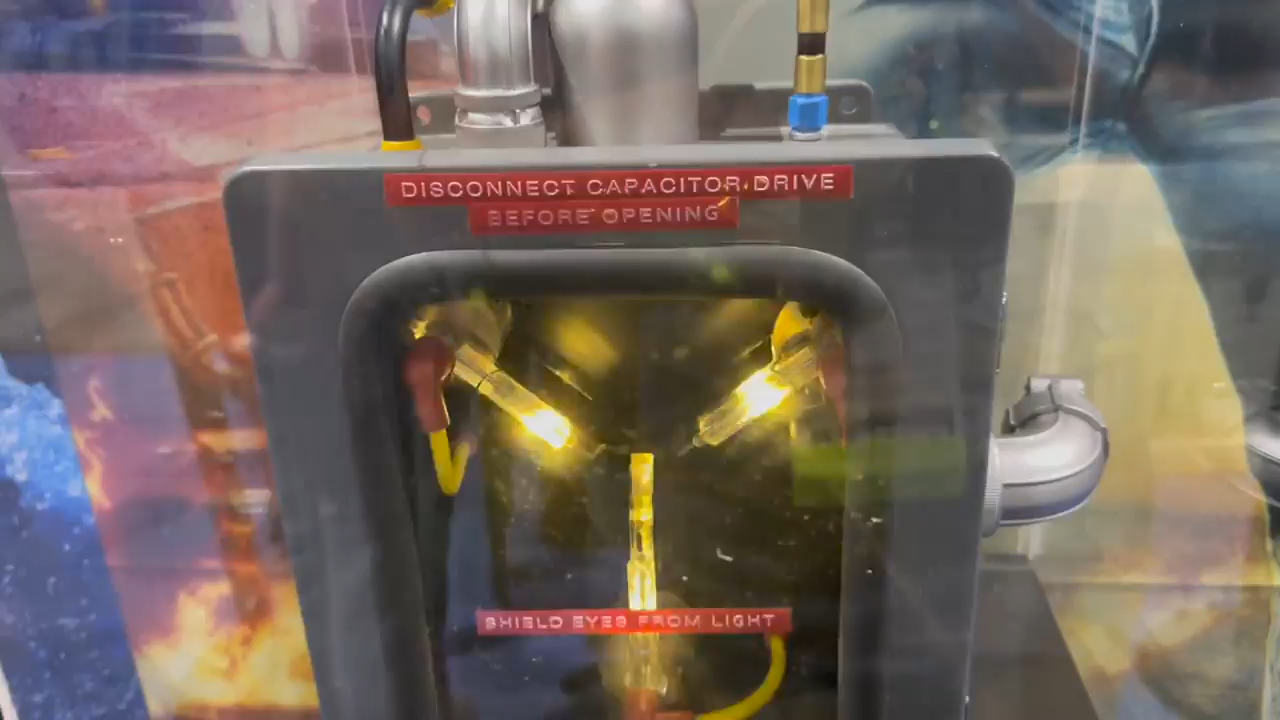 DISCONNECT CAPACITOR DRIVE
BEFORE OPENING
SHIELD EYES FROM LIGHT